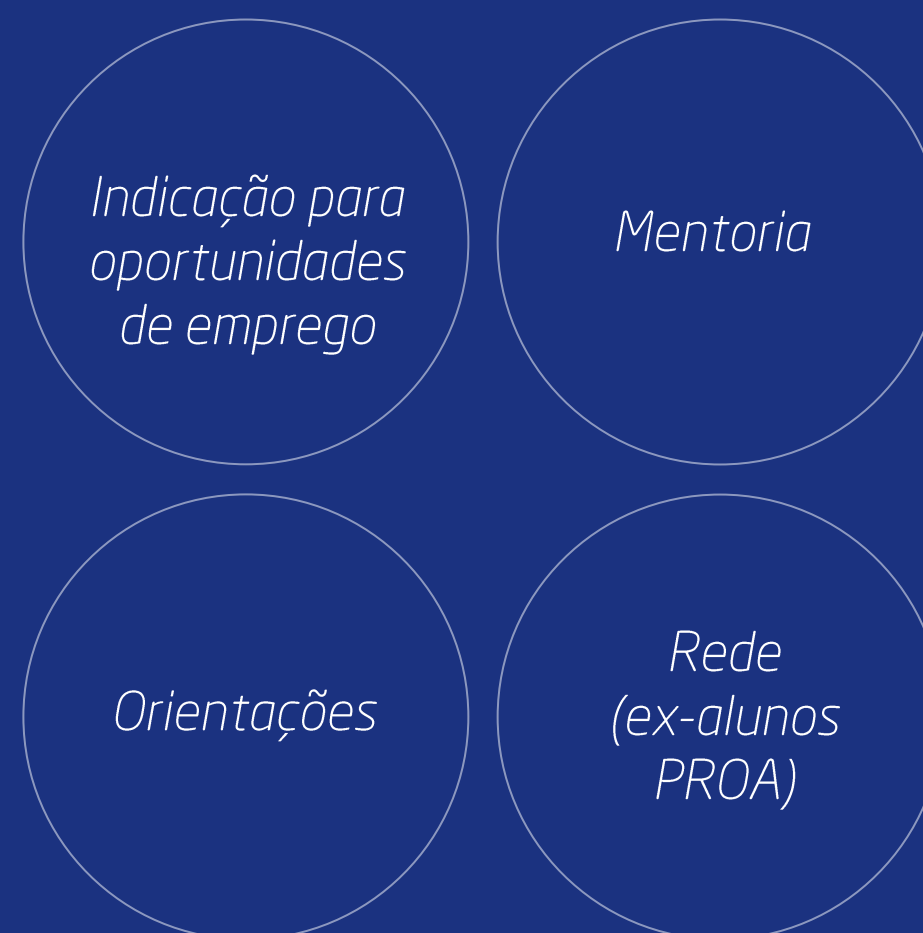 Indicação para
oportunidades
de emprego
Mentoria
Orientações
Rede
(ex-alunos
PROA)